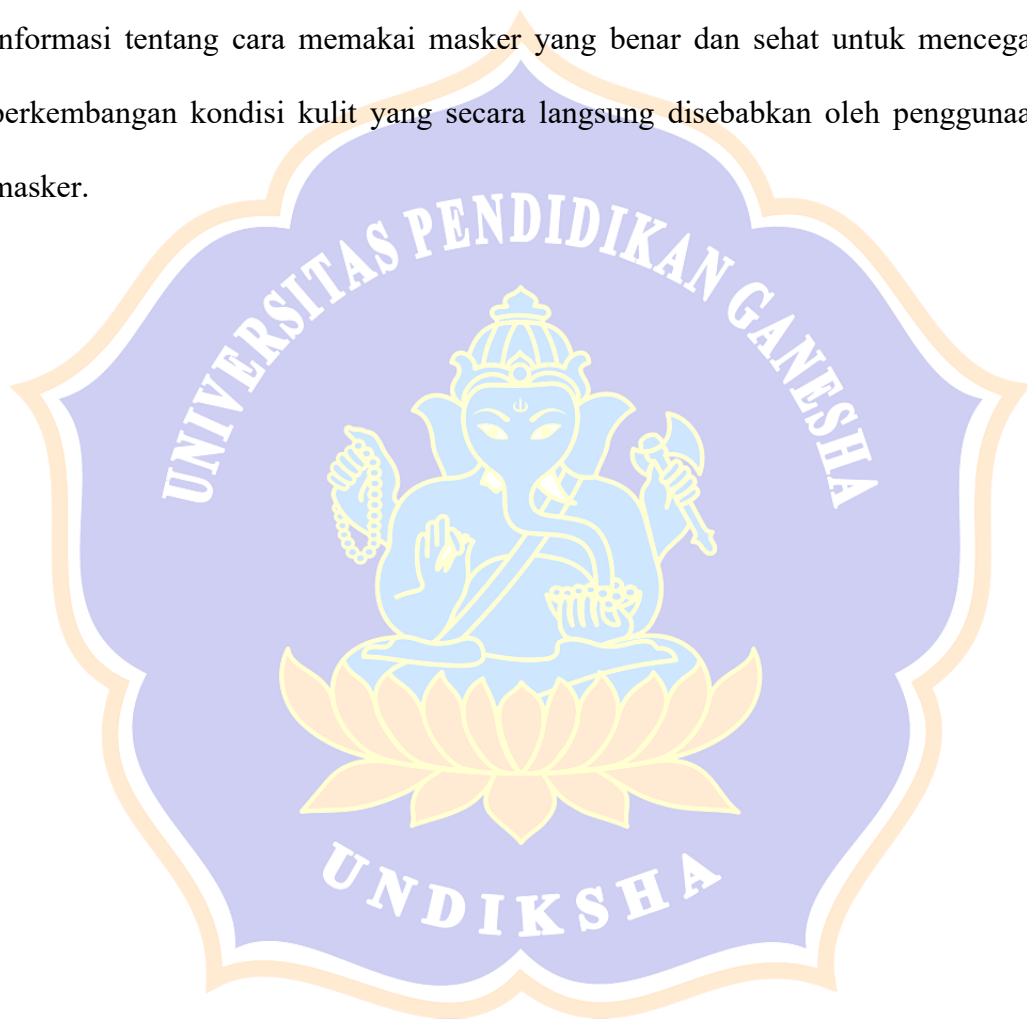 nformasi tentang cara memakai masker yang benar dan sehat untuk mencega
perkembangan kondisi kulit yang secara langsung disebabkan oleh penggunaa
masker.
UNIVERSITAS PENDIDIKAN GANESHA
UNDIKSHA